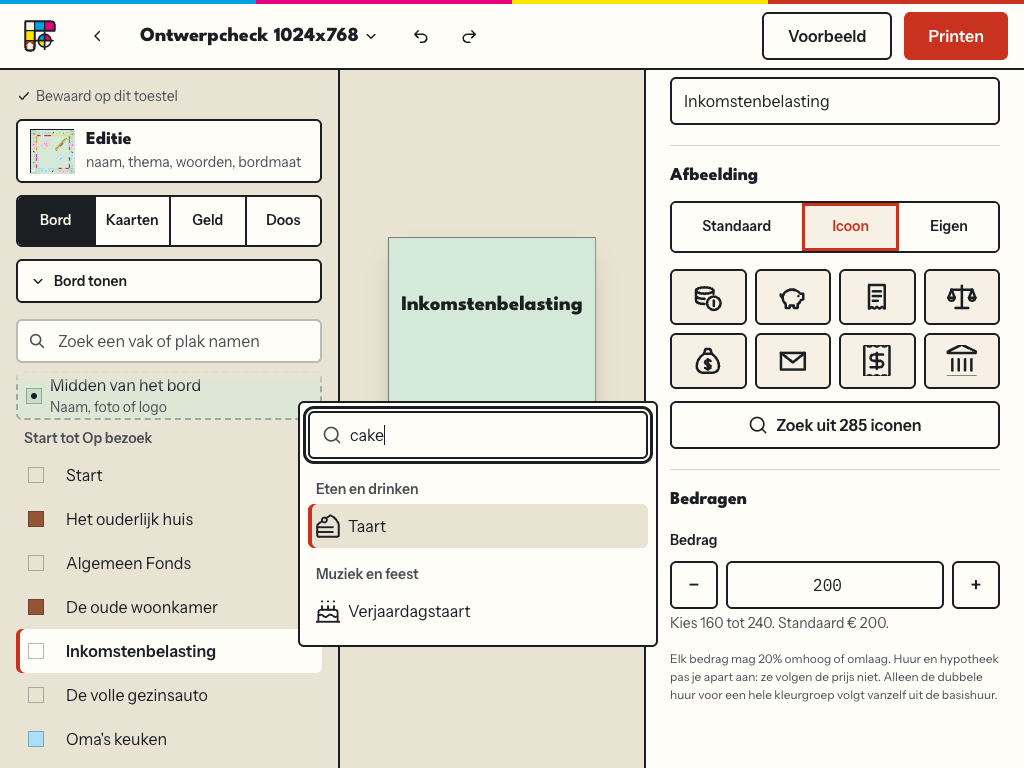 Ontwerpcheck 1024x768
Voorbeeld
Printen
Bewaard op dit toestel
Editie
naam, thema, woorden, bordmaat
Bord
Kaarten
Geld
Doos
Bord tonen
Zoek een vak of plak namen
Midden van het bord
Naam, foto of logo
Start tot Op bezoek
Start
Het ouderlijk huis
Algemeen Fonds
De oude woonkamer
Inkomstenbelasting
De volle gezinsauto
Oma's keuken
Inkomstenbelasting
cake
Eten en drinken
Taart
Muziek en feest
Verjaardagstaart
Inkomstenbelasting
Afbeelding
Standaard
Icoon
Eigen
Zoek uit 285 iconen
Bedragen
Bedrag
−
200
+
Kies 160 tot 240. Standaard € 200.
Elk bedrag mag 20% omhoog of omlaag. Huur en hypotheek
pas je apart aan: ze volgen de prijs niet. Alleen de dubbele
huur voor een hele kleurgroep volgt vanzelf uit de basishuur.